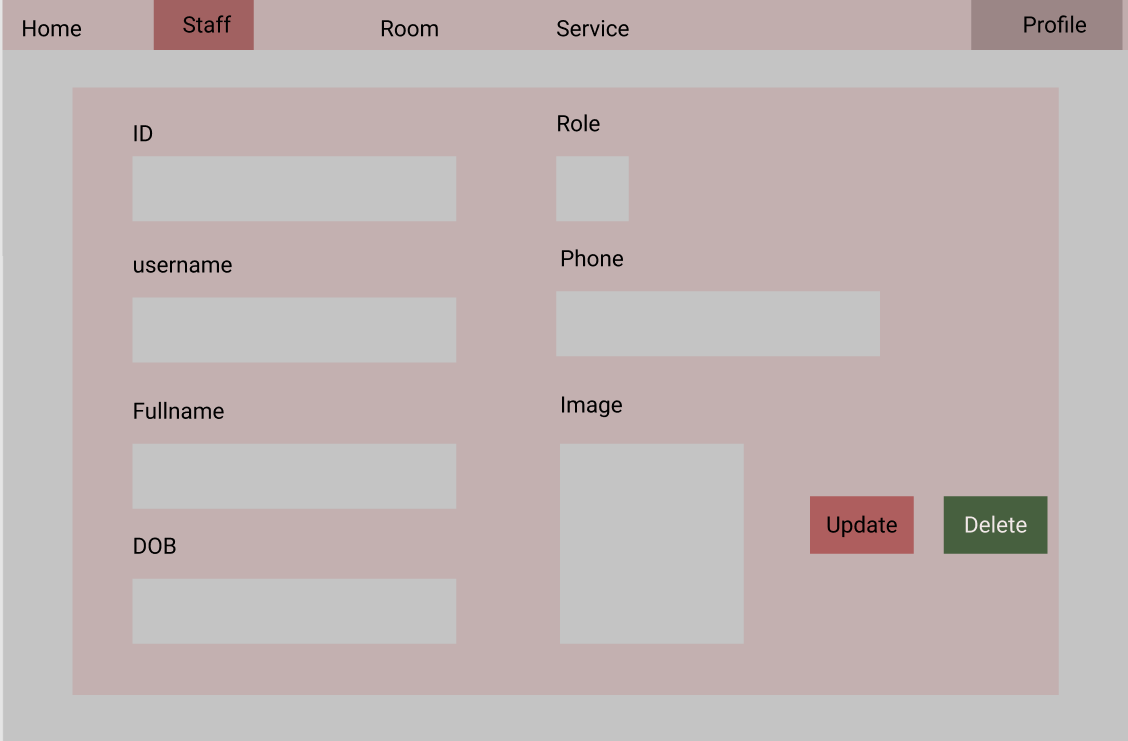 Home
Staff
Room
Service
Profile
ID
Role
username
Phone
Fullname
Image
DOB
Update
Delete